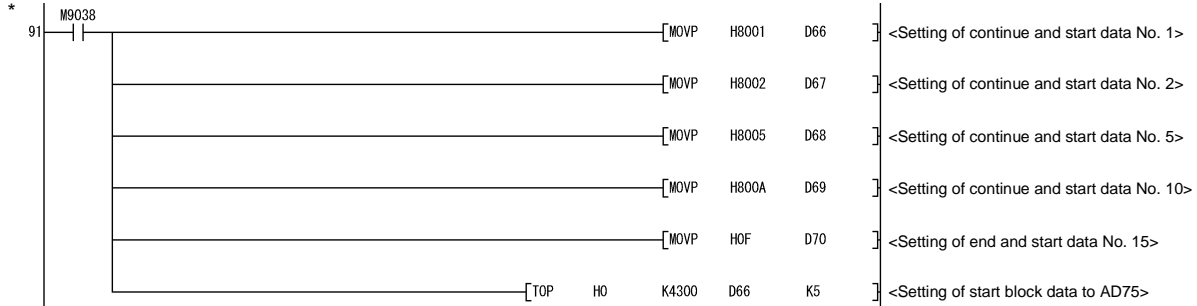 *
M9038
91 [MOVP H8001 D66 ] <Setting of continue and start data No. 1>
[MOVP H8002 D67 ] <Setting of continue and start data No. 2>
[MOVP H8005 D68 ] <Setting of continue and start data No. 5>
[MOVP H800A D69 ] <Setting of continue and start data No. 10>
[MOVP H0F D70 ] <Setting of end and start data No. 15>
[TOP H0 K4300 D66 K5 ] <Setting of start block data to AD75>